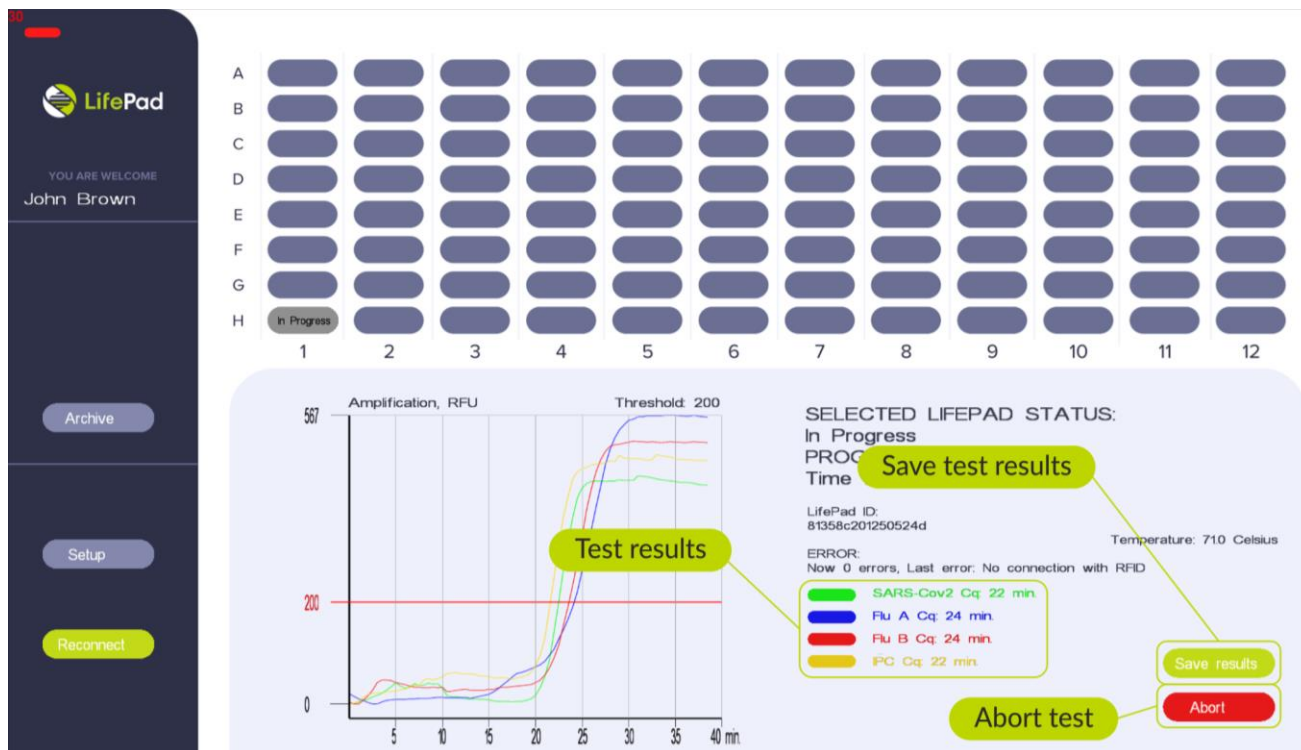 30
LifePad
YOU ARE WELCOME
John Brown
Archive
Setup
Reconnect
A
B
C
D
E
F
G
H
In Progress
1 2 3 4 5 6 7 8 9 10 11 12
Amplification, RFU Threshold: 200
567
200
0
5 10 15 20 25 30 35 40 min.
Test results
SELECTED LIFEPAD STATUS:
In Progress
Time
Save test results
LifePad ID:
81358c201250524d
Temperature: 71.0 Celsius
ERROR:
Now 0 errors, Last error: No connection with RFID
SARS-Cov2 Cq: 22 min.
Flu A Cq: 24 min.
Flu B Cq: 24 min.
IPC Cq: 22 min.
Save results
Abort test
Abort